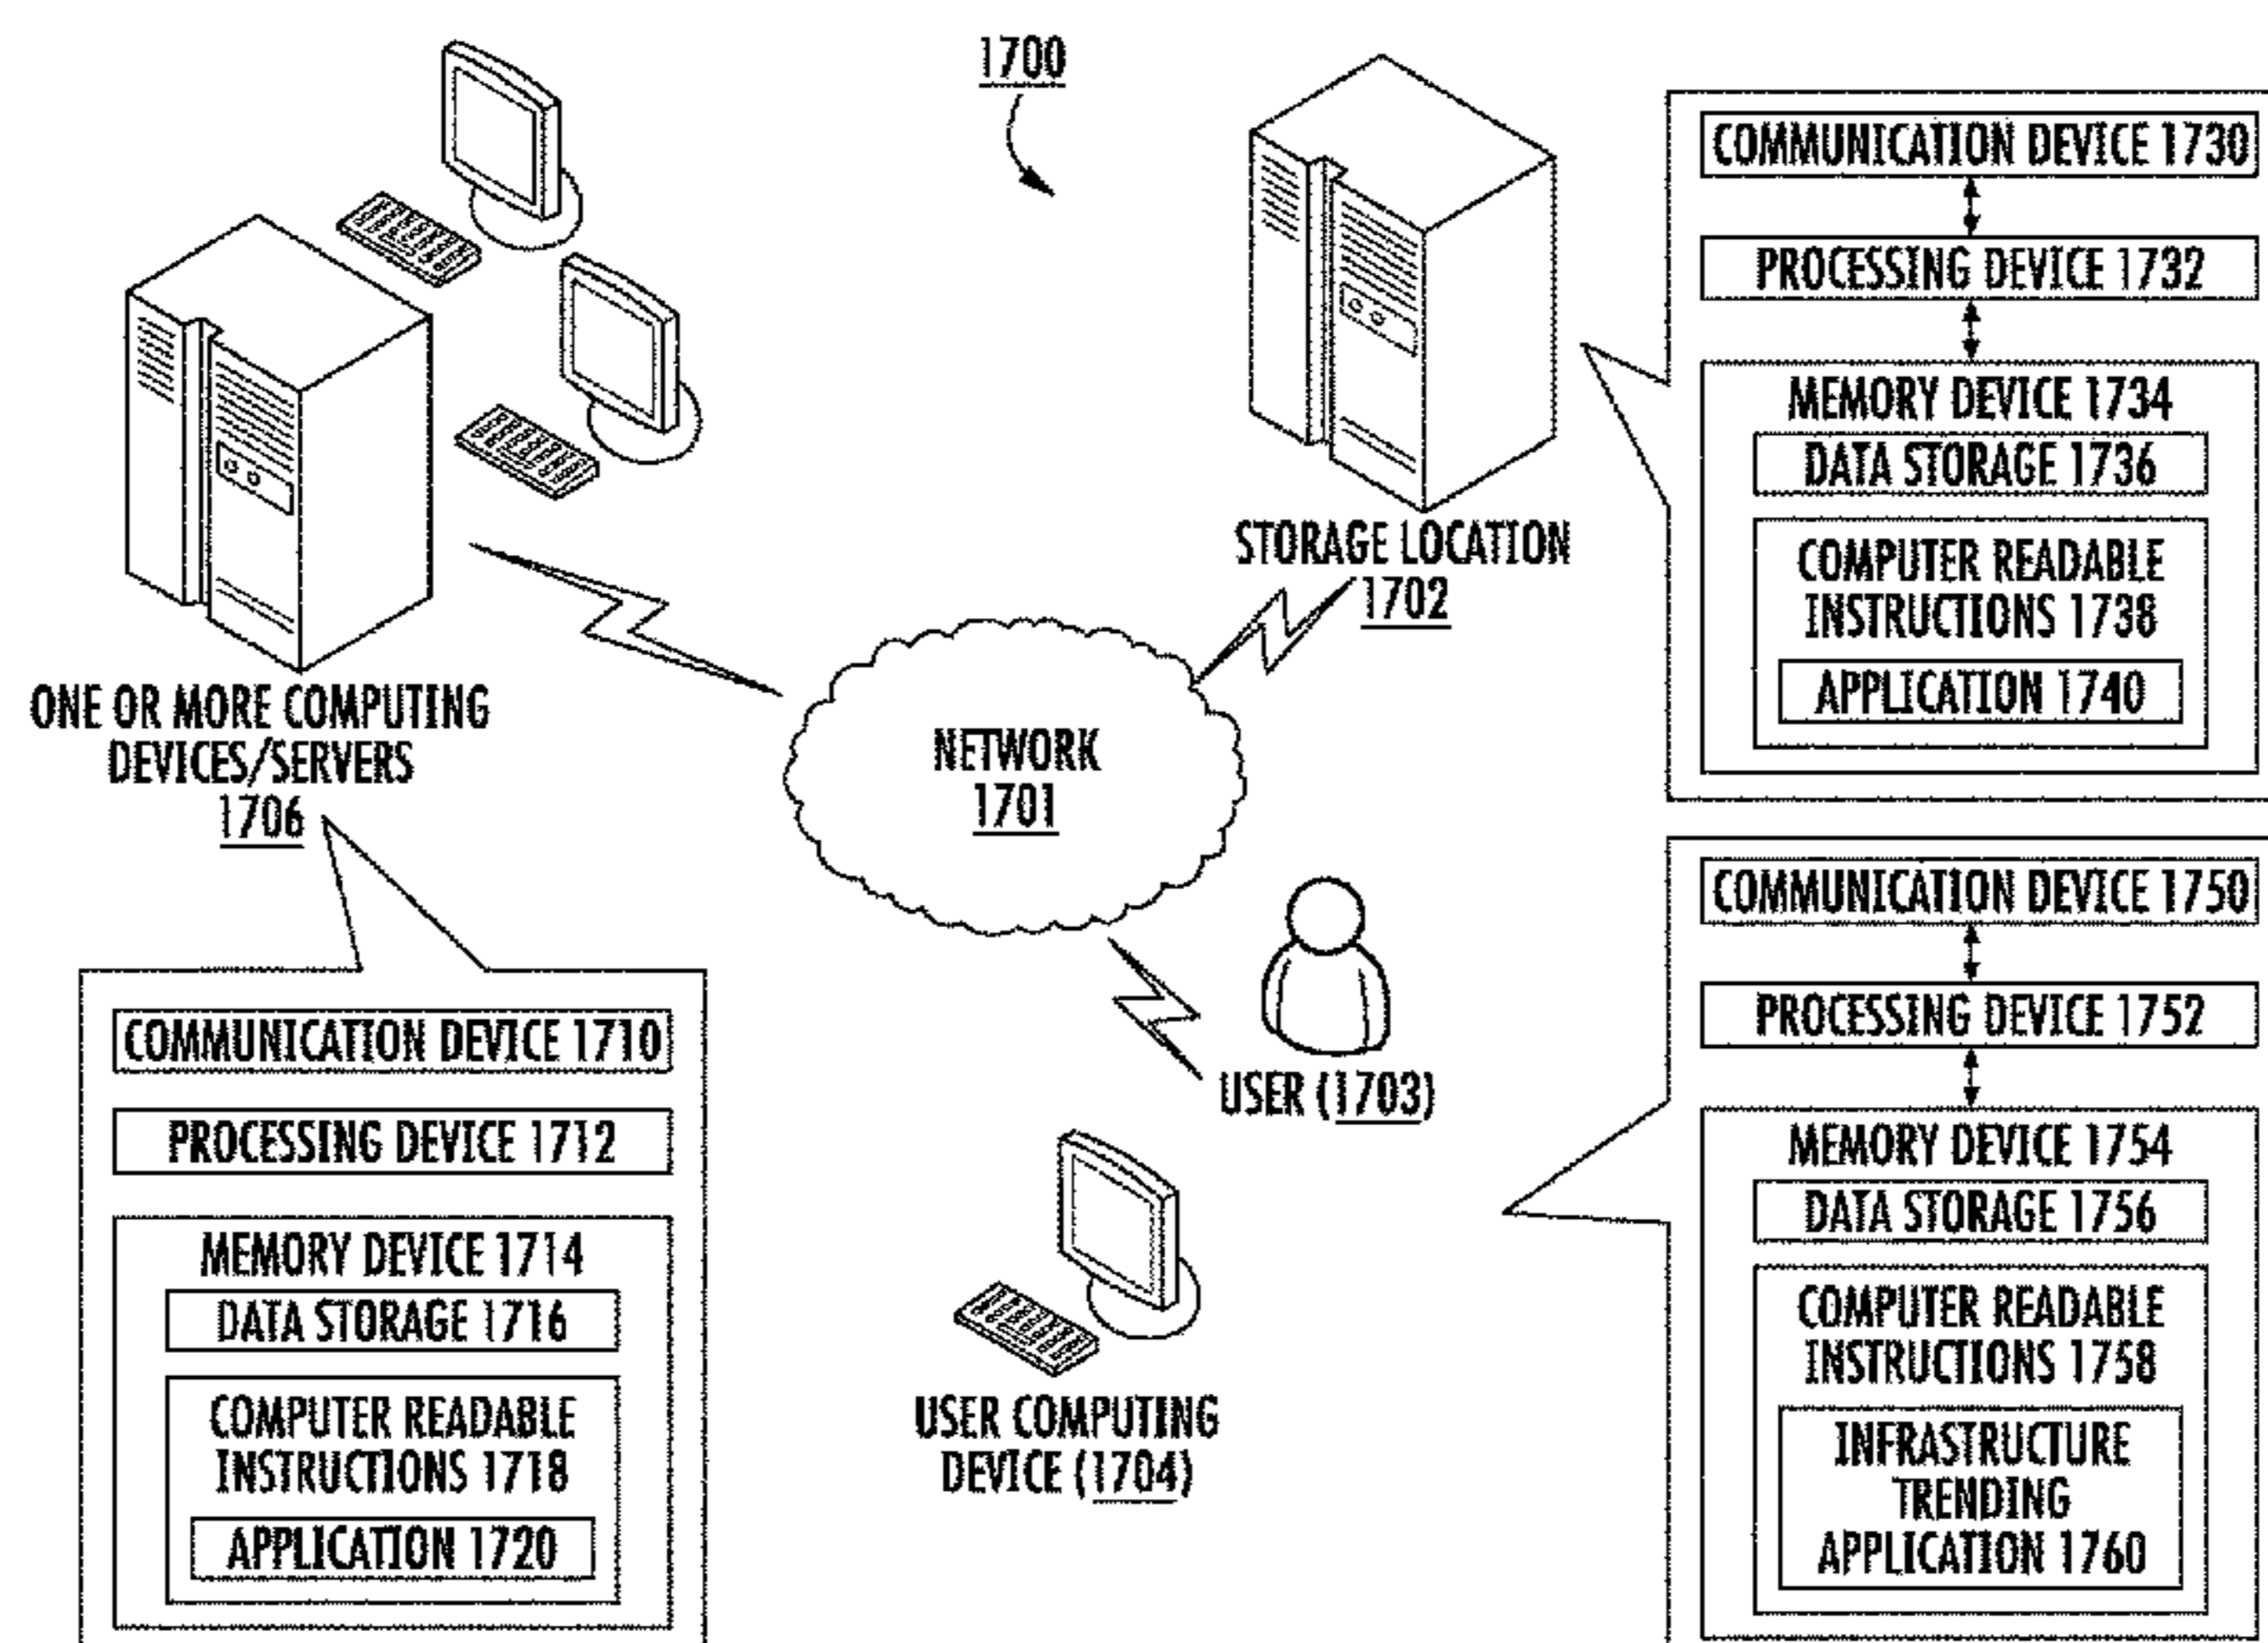 1700
COMMUNICATION DEVICE 1730
PROCESSING DEVICE 1732
MEMORY DEVICE 1734
DATA STORAGE 1736
COMPUTER READABLE
INSTRUCTIONS 1738
APPLICATION 1740
STORAGE LOCATION
1702
ONE OR MORE COMPUTING
DEVICES/SERVERS
1706
NETWORK
1701
USER (1703)
COMMUNICATION DEVICE 1710
PROCESSING DEVICE 1712
MEMORY DEVICE 1714
DATA STORAGE 1716
COMPUTER READABLE
INSTRUCTIONS 1718
APPLICATION 1720
USER COMPUTING
DEVICE (1704)
COMMUNICATION DEVICE 1750
PROCESSING DEVICE 1752
MEMORY DEVICE 1754
DATA STORAGE 1756
COMPUTER READABLE
INSTRUCTIONS 1758
INFRASTRUCTURE
TRENDING
APPLICATION 1760